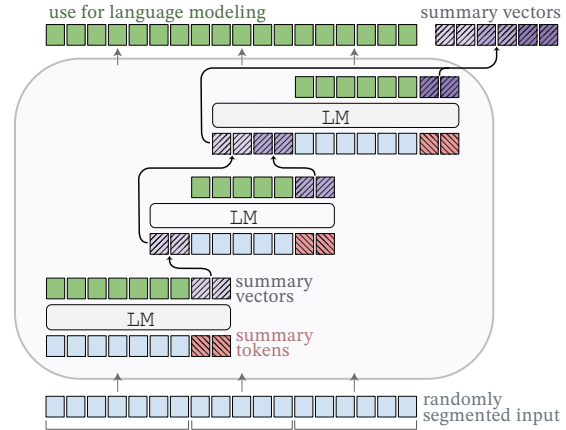 use for language modeling
summary vectors
LM
LM
LM
summary
vectors
summary
tokens
randomly
segmented input